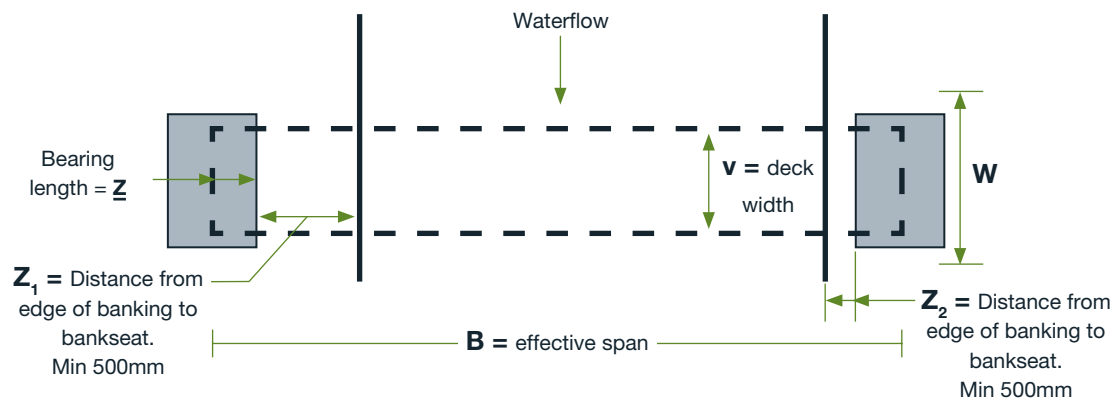 Waterflow
Bearing
length = Z
v = deck
width
W
Z1 = Distance from
edge of banking to
bankseat.
Min 500mm
B = effective span
Z2 = Distance from
edge of banking to
bankseat.
Min 500mm